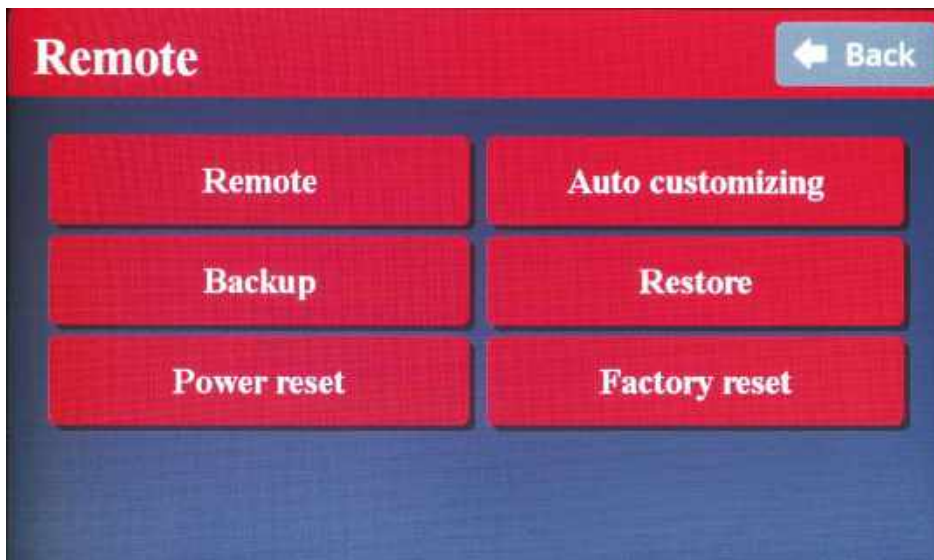 Remote
Back
Remote
Auto customizing
Backup
Restore
Power reset
Factory reset